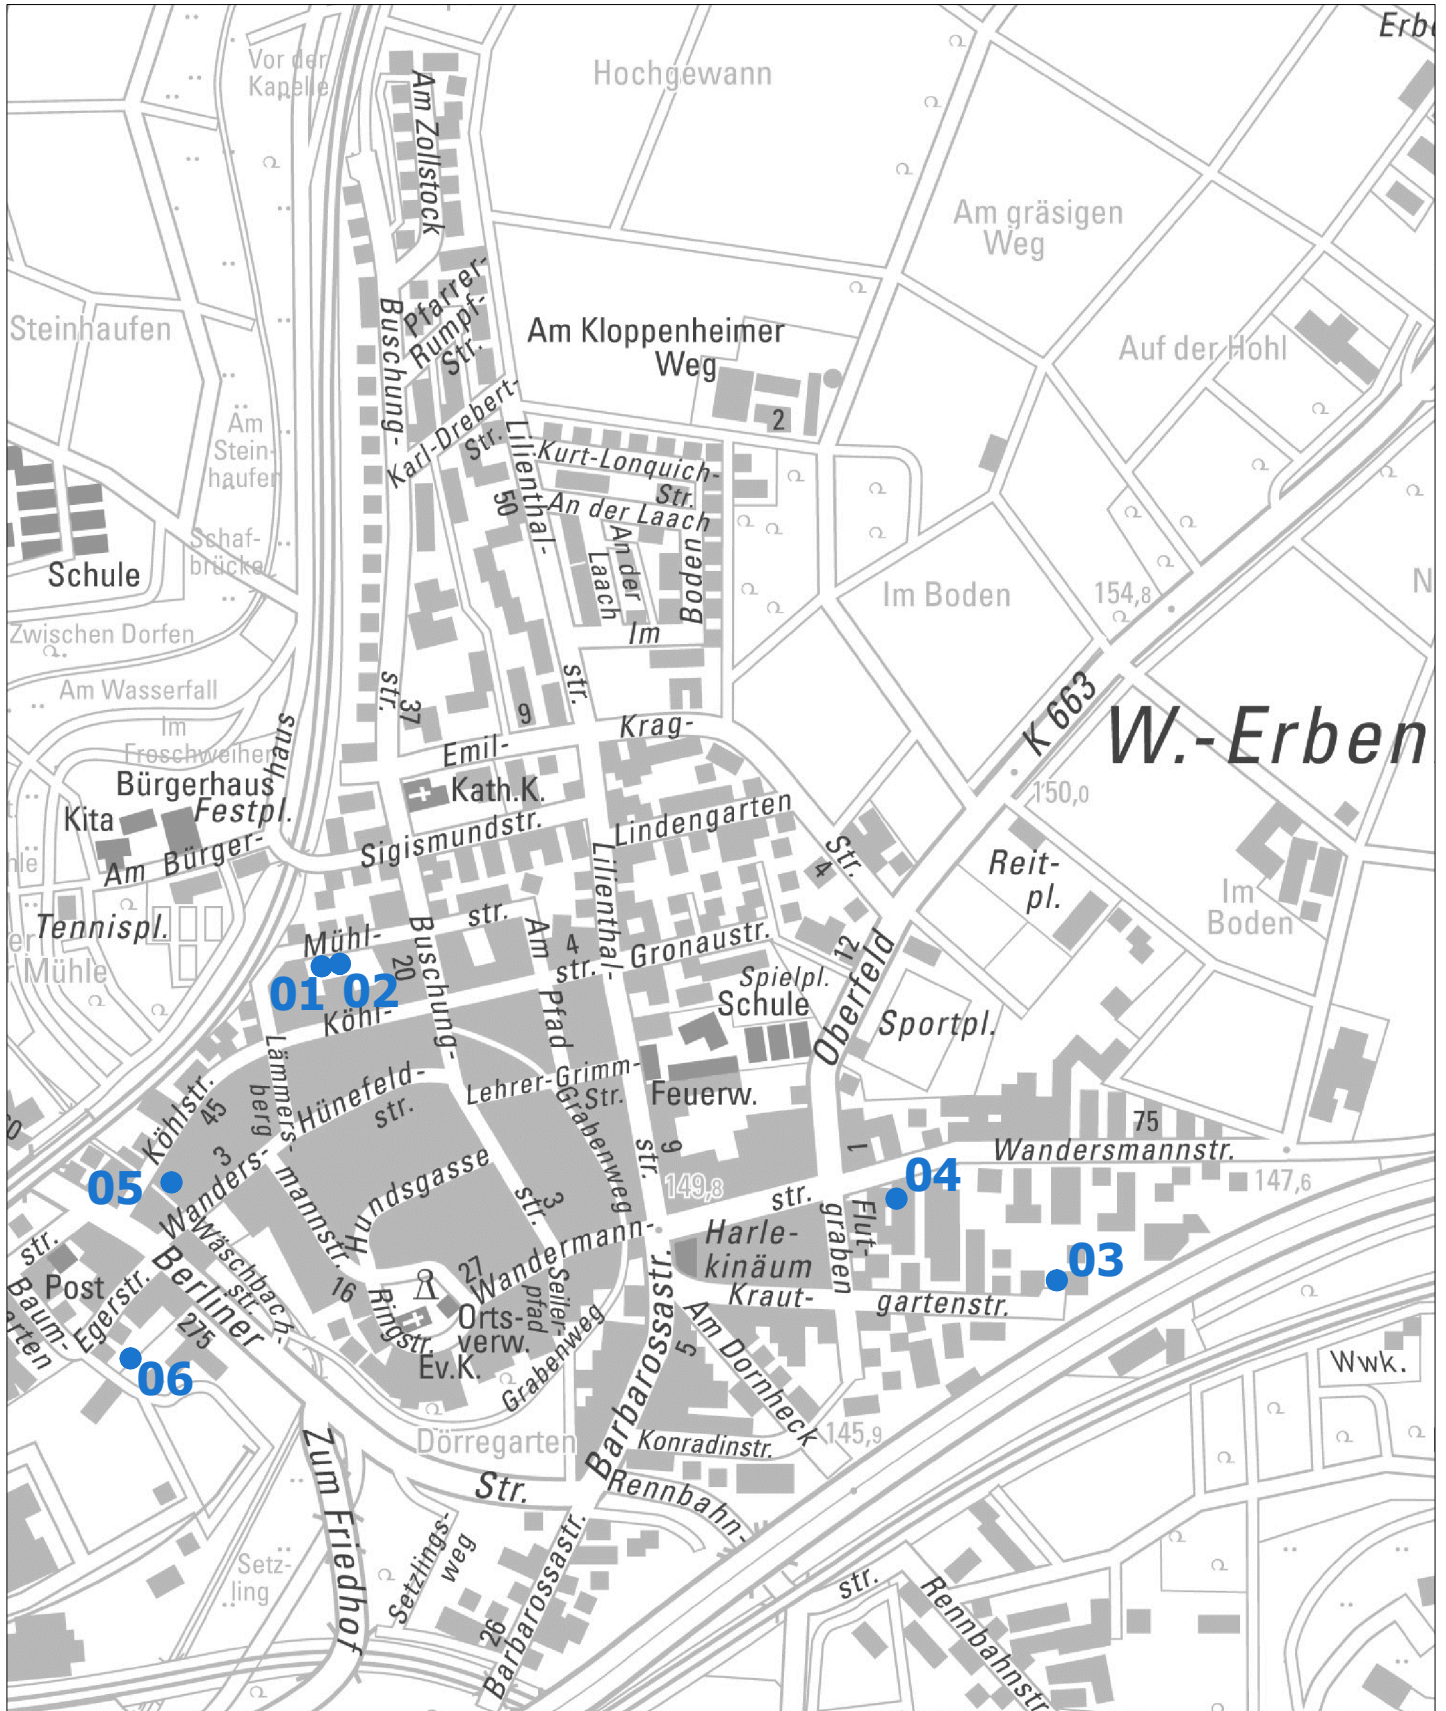 Erb
Vor der
Kapelle
Hochgewann
Am Zollstock
Am gräsigen
Weg
Pfarrer-
Rumpf-
Str.
Buschung-
Steinhaufen
Am Kloppenheimer
Weg
Auf der Hohl
2
Karl-Drebert-
Str.
Lilienthal-
Am
Stein-
haufen
Kurt-Lonquich-
Str.
50
An der Laach
An der
Laach
Boden
Im
Schaf-
brücke
Schule
Im Boden
154,8
N
Zwischen Dorfen
Am Wasserfall
Im
Froschweiher
str.
37
str.
9
Krag-
K 663
W.-Erben
Emil-
haus
Bürgerhaus
Festpl.
Kita
Am Bürger-
Kath.K.
150,0
Sigismundstr.
Lindengarten
Str.
4
Reit-
pl.
Im
Boden
hle
Lilienthal-
Tennispl.
er
Mühle
Mühl-
str.
Buschung-
20
Am
Pfad
4
str.
Gronaustr.
12
Oberfeld
Spielpl.
Schule
Sportpl.
01
02
Köhl-
Lämmers-
berg
Hünefeld-
str.
Lehrer-Grimm-
Str.
Feuerw.
Köhlstr.
45
3
Grabenweg
str.
9
1
75
Wandersmannstr.
147,6
05
Wanders-
mannstr.
Hundsgasse
str.
3
149,8
str.
04
Wandermann-
Harle-
kinäum
Flut-
graben
03
str.
Post
Baum-
arten
Egerstr.
Berliner
Wäschbach-
str.
275
16
27
Ringstr.
Orts-
verw.
Ev.K.
Seiler-
pfad
Grabenweg
Kraut-
gartenstr.
Barbarossastr.
5
Am Dornheck
06
Wwk.
Dörregarten
Konradinstr.
145,9
Str.
Rennbahn-
Zum Friedhof
Setzlings-
weg
Setz-
ling
Barbarossastr.
26
str.
Rennbahnstr